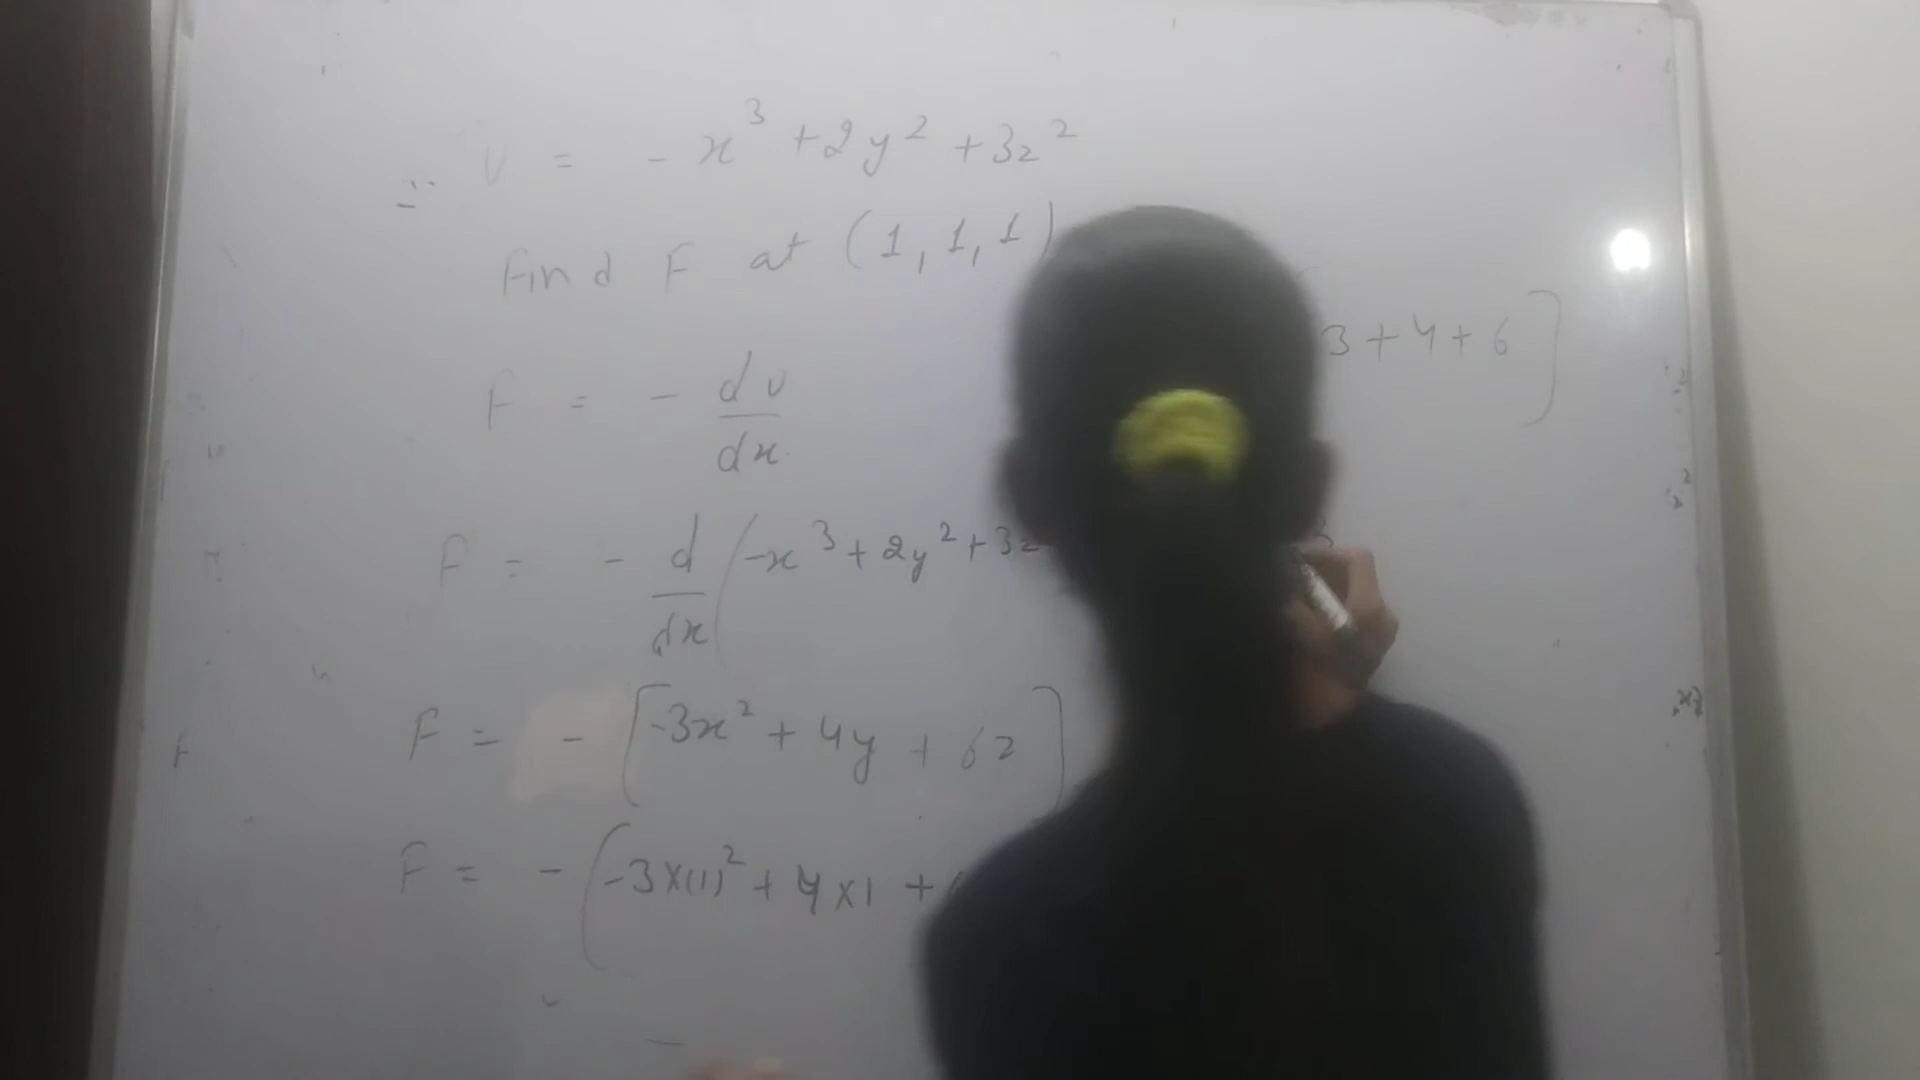 U = - x³ + 2y² + 3z²
Find F at (1, 1, 1)
F = - dU/dx
F = - d/dx (-x³ + 2y² + 3z
F = - [-3x² + 4y + 6z]
F = - (-3×(1)² + 4×1 +
3 + 4 + 6]